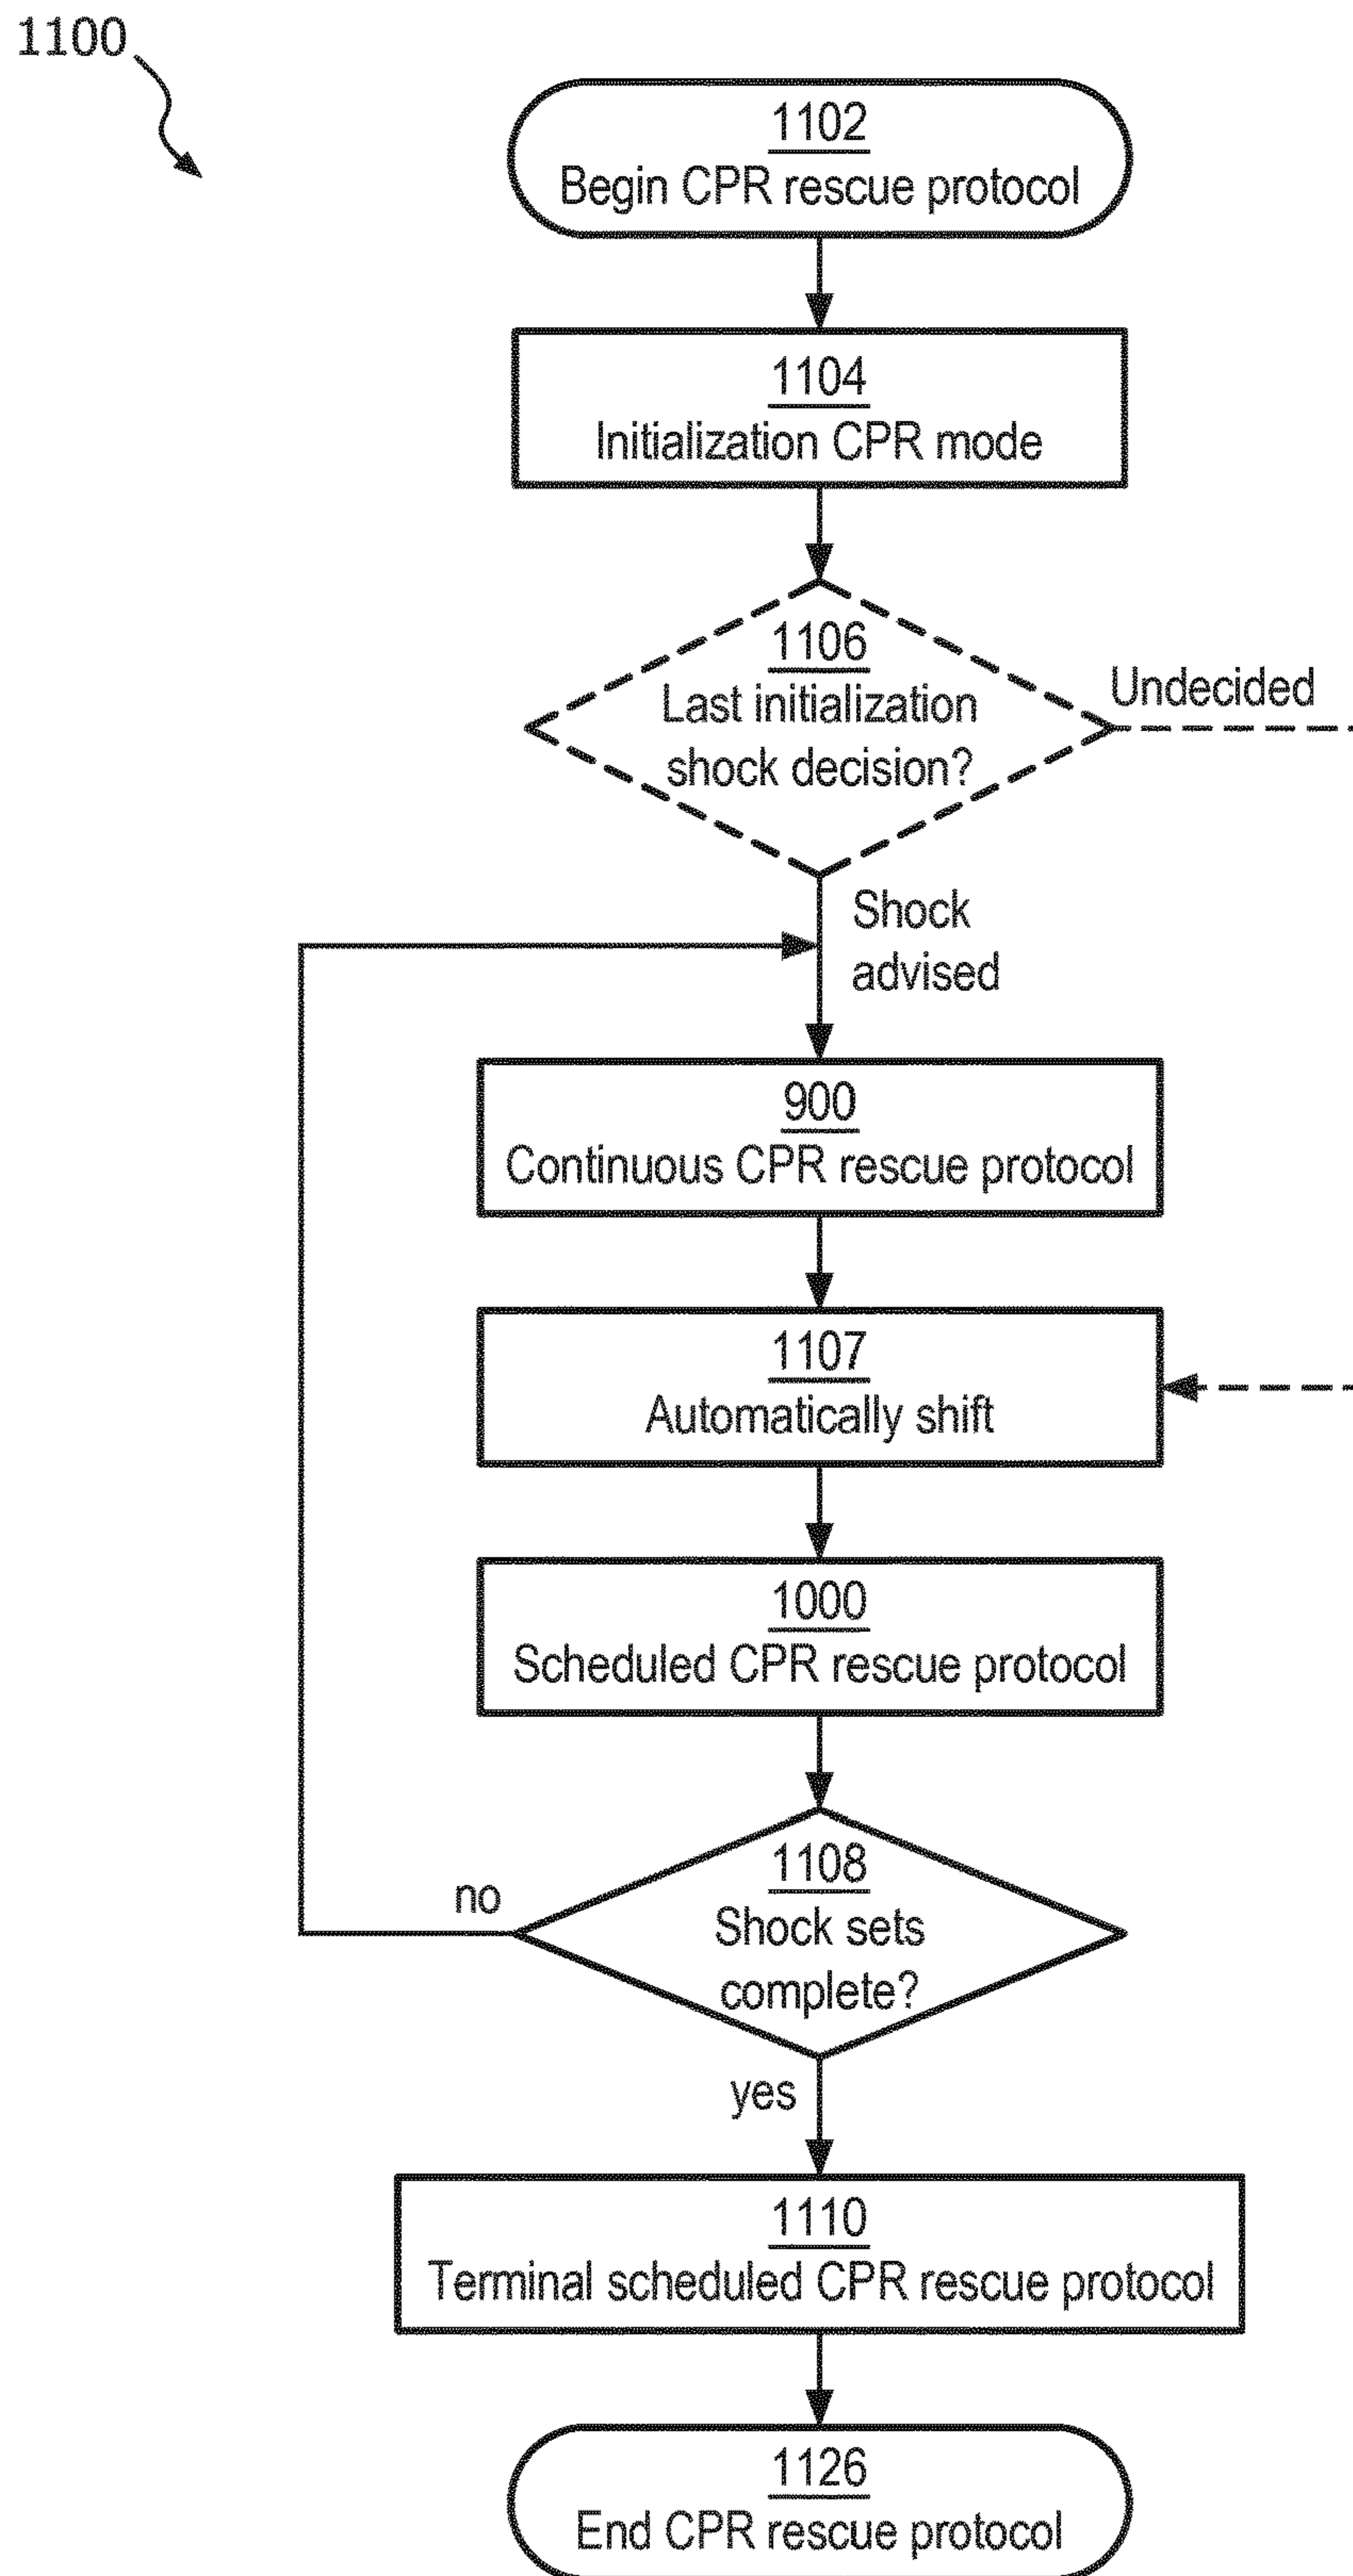 1100
1102
Begin CPR rescue protocol
1104
Initialization CPR mode
1106
Last initialization
shock decision?
Undecided
Shock
advised
900
Continuous CPR rescue protocol
1107
Automatically shift
1000
Scheduled CPR rescue protocol
1108
Shock sets
complete?
no
yes
1110
Terminal scheduled CPR rescue protocol
1126
End CPR rescue protocol